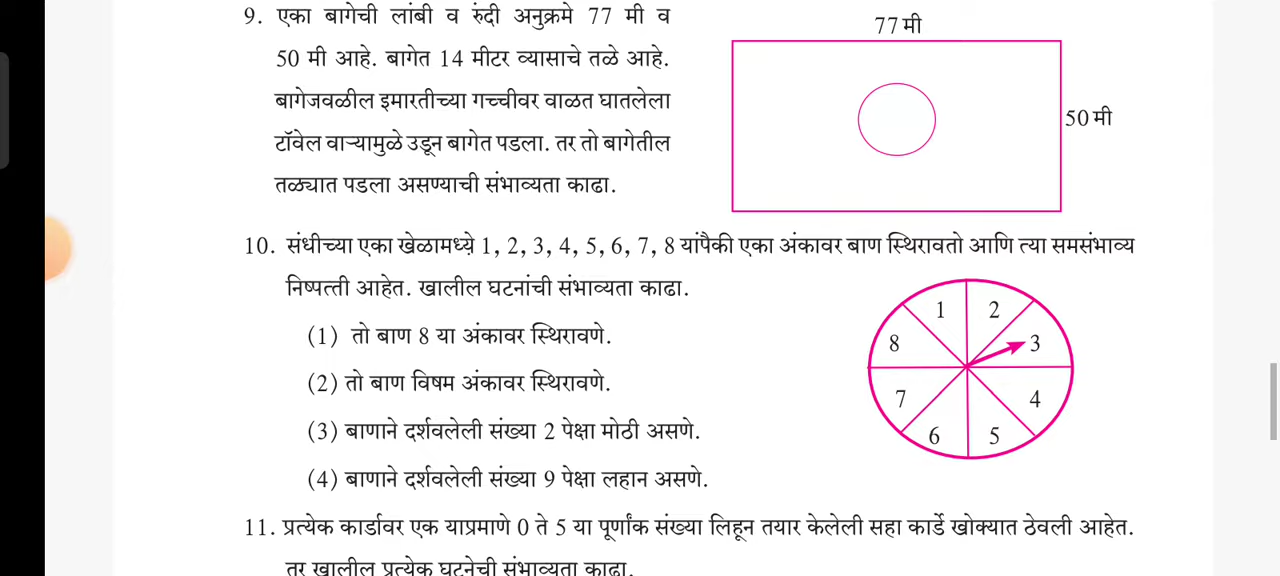 9. एका बागेची लांबी व रुंदी अनुक्रमे 77 मी व
50 मी आहे. बागेत 14 मीटर व्यासाचे तळे आहे.
बागेजवळील इमारतीच्या गच्चीवर वाळत घातलेला
टॉवेल वाऱ्यामुळे उडून बागेत पडला. तर तो बागेतील
तळ्यात पडला असण्याची संभाव्यता काढा.
77 मी
50 मी
10. संधीच्या एका खेळामध्ये 1, 2, 3, 4, 5, 6, 7, 8 यांपैकी एका अंकावर बाण स्थिरावतो आणि त्या समसंभाव्य
निष्पत्ती आहेत. खालील घटनांची संभाव्यता काढा.
(1) तो बाण 8 या अंकावर स्थिरावणे.
(2) तो बाण विषम अंकावर स्थिरावणे.
(3) बाणाने दर्शवलेली संख्या 2 पेक्षा मोठी असणे.
(4) बाणाने दर्शवलेली संख्या 9 पेक्षा लहान असणे.
1 2
8 3
7 4
6 5
11. प्रत्येक कार्डावर एक याप्रमाणे 0 ते 5 या पूर्णांक संख्या लिहून तयार केलेली सहा कार्डे खोक्यात ठेवली आहेत.
तर खालील प्रत्येक घटनेची संभाव्यता काढा.